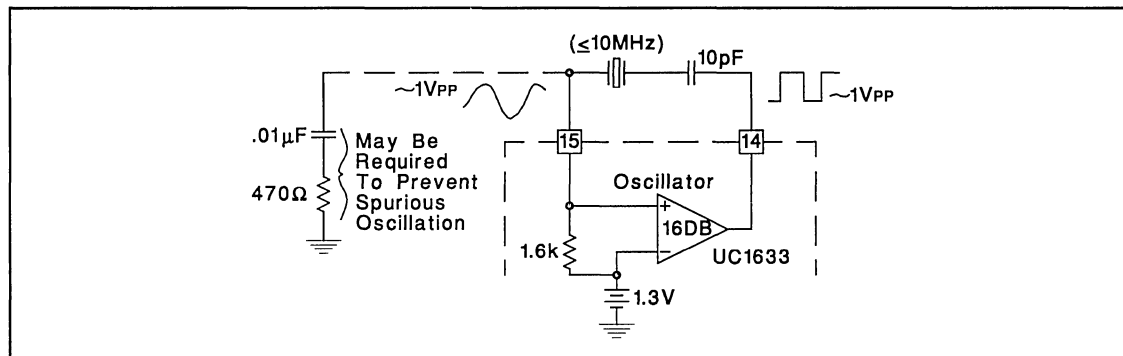 (≤10MHz)
10pF
~1VPP
~1VPP
.01μF
May Be
Required
To Prevent
Spurious
Oscillation
470Ω
15
14
Oscillator
+
16DB
−
UC1633
1.6k
1.3V